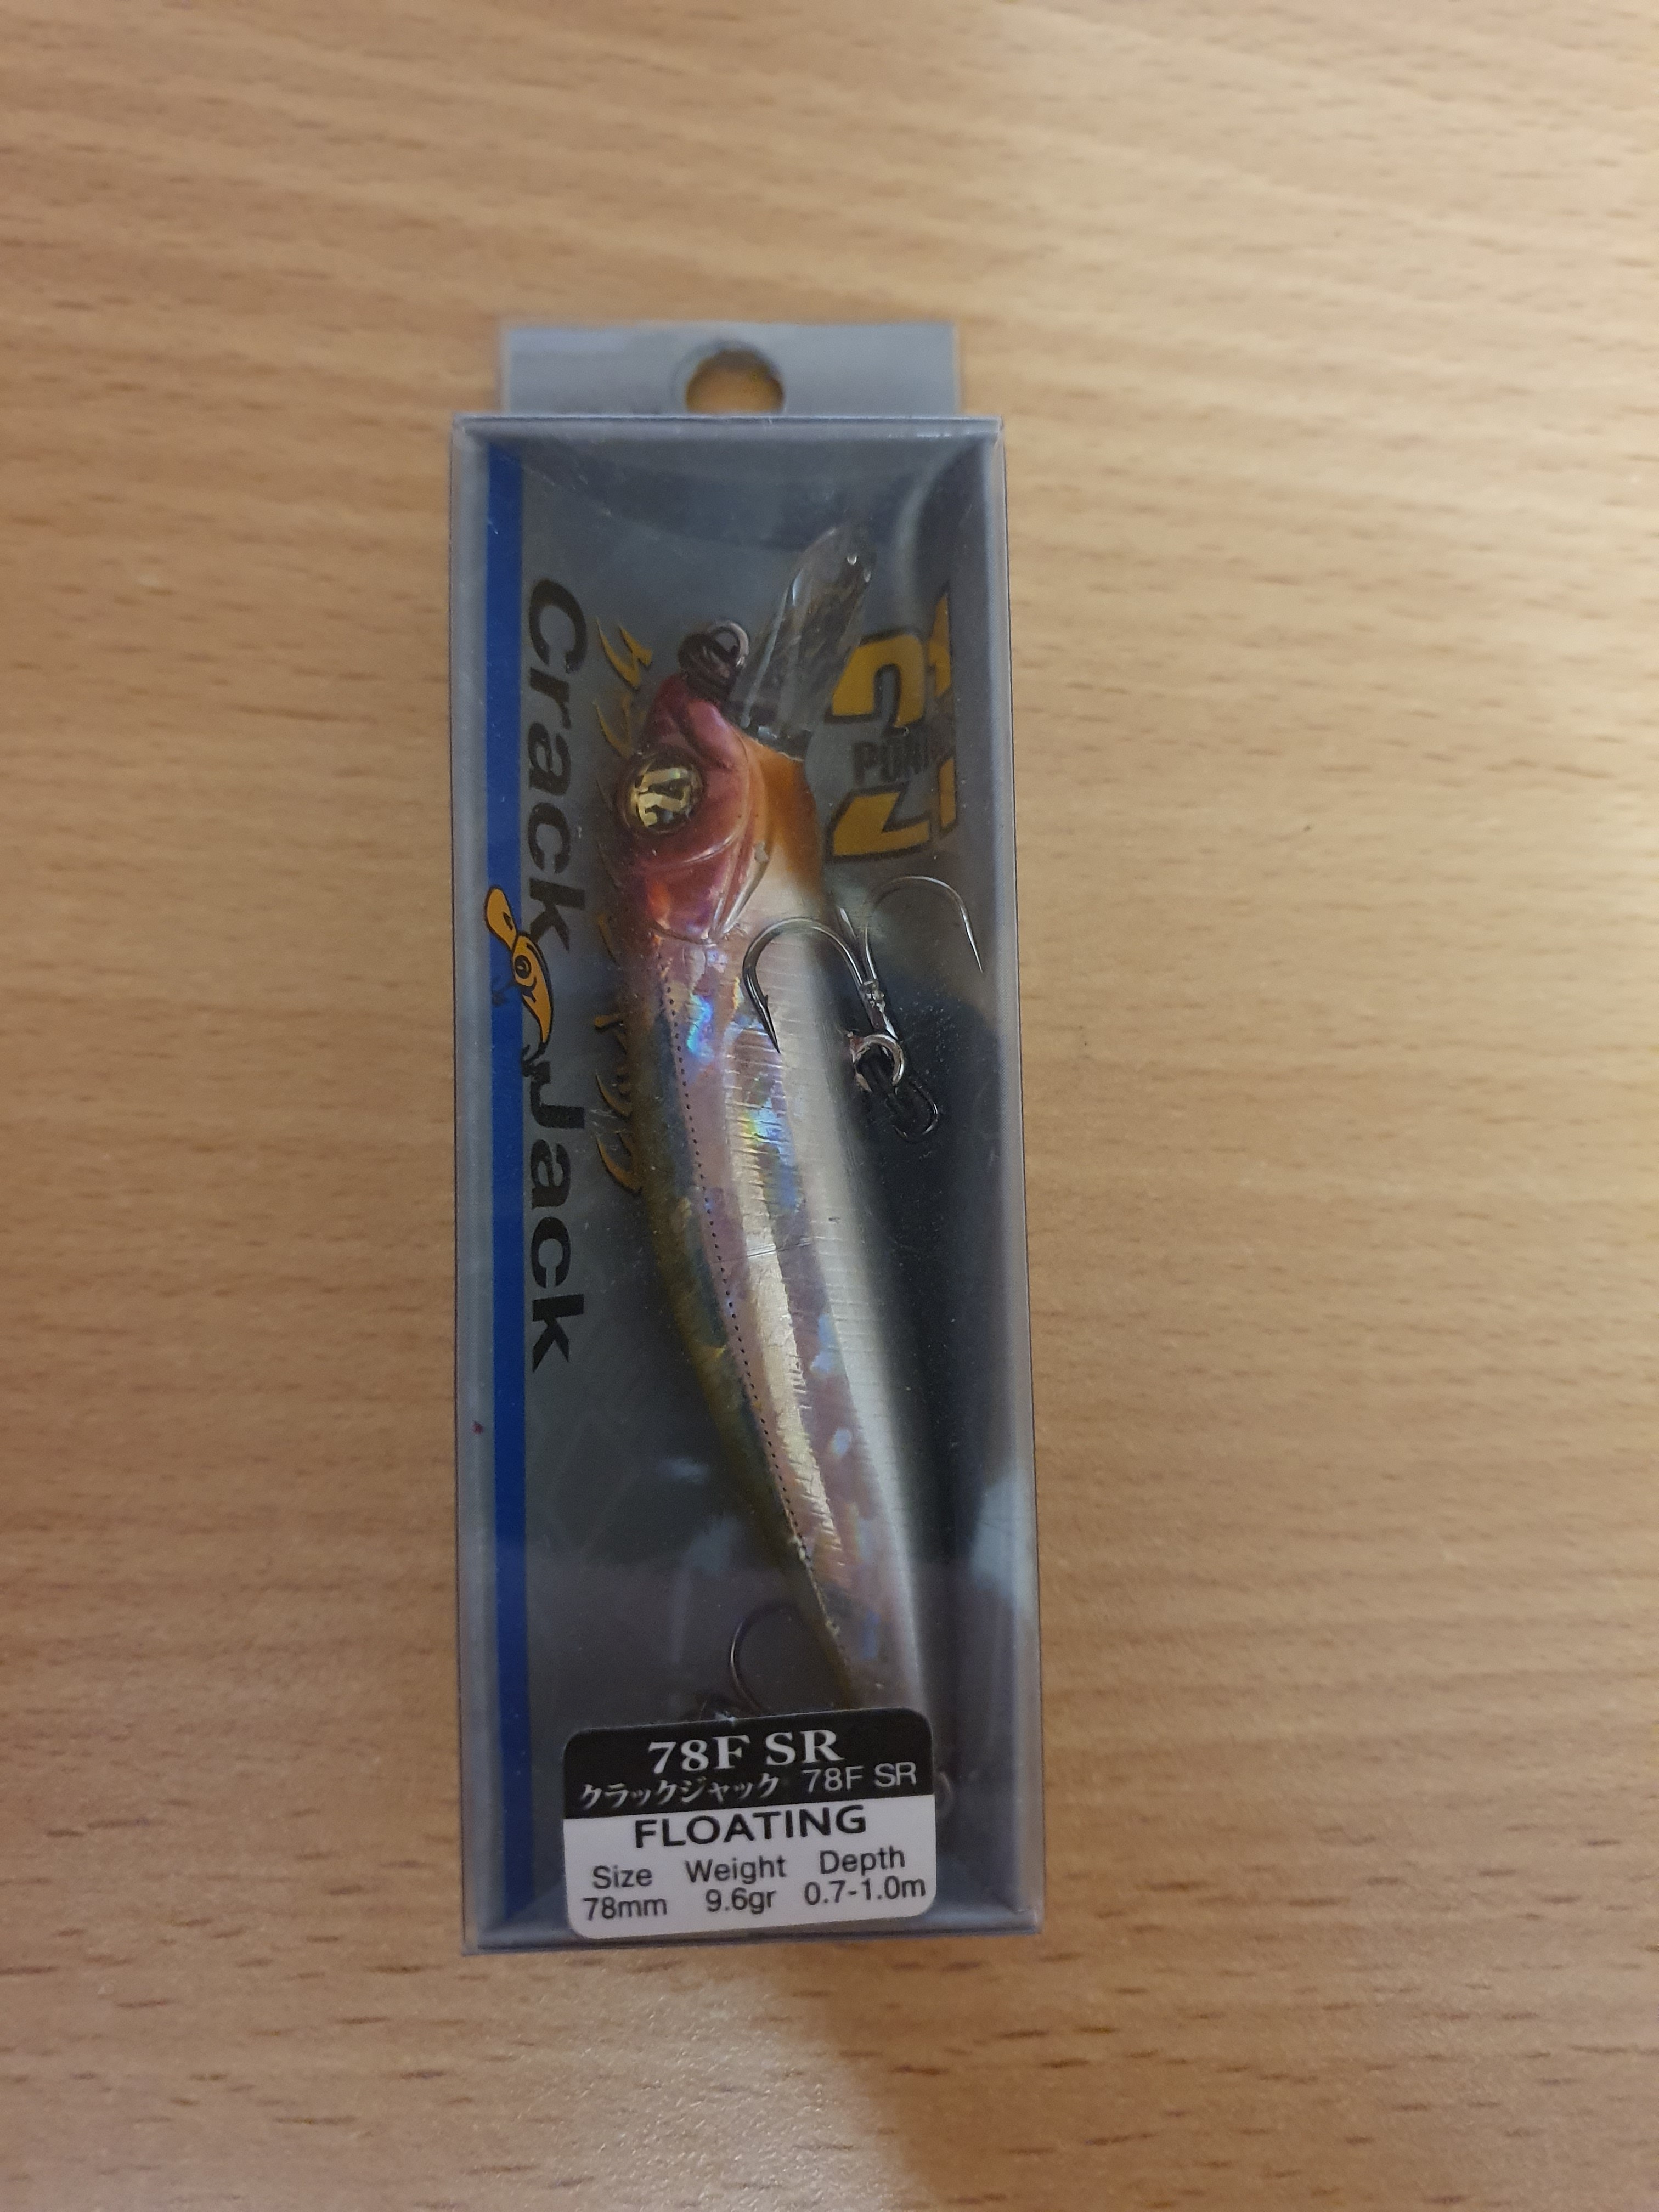 Crack Jack
78F SR
クラックジャック 78F SR
FLOATING
Size Weight Depth
78mm 9.6gr 0.7-1.0m